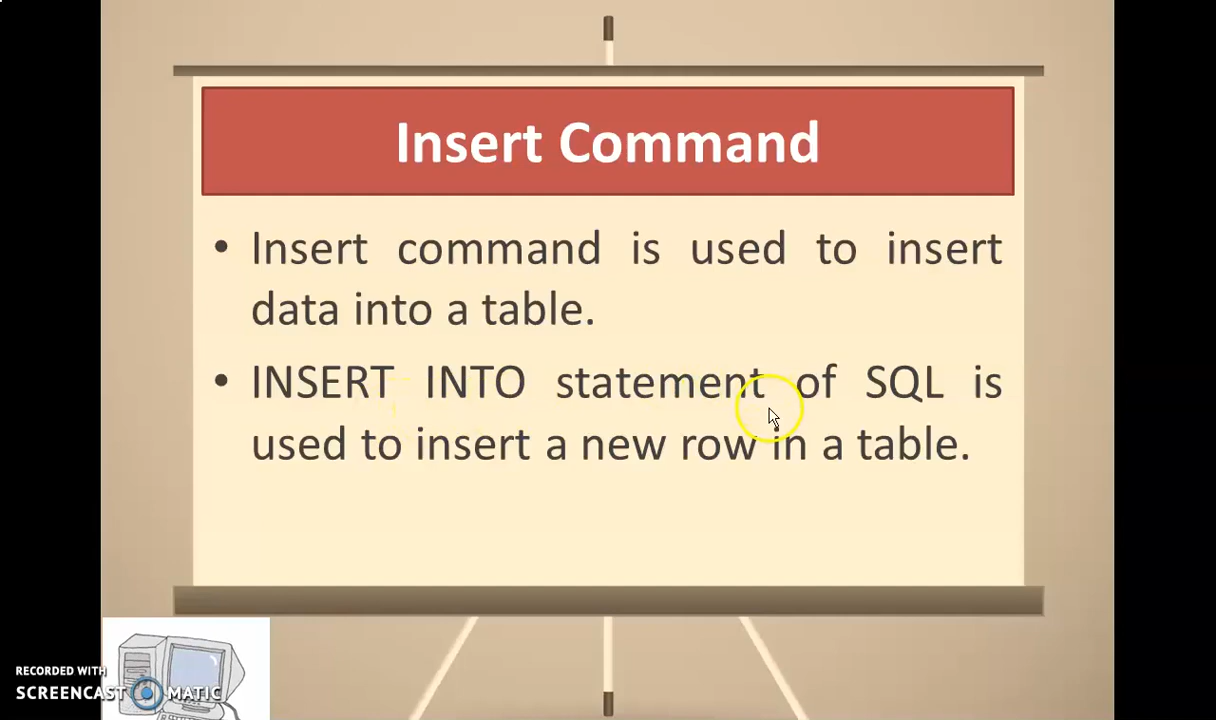 Insert Command
• Insert command is used to insert
data into a table.
• INSERT INTO statement of SQL is
used to insert a new row in a table.
RECORDED WITH
SCREENCAST MATIC